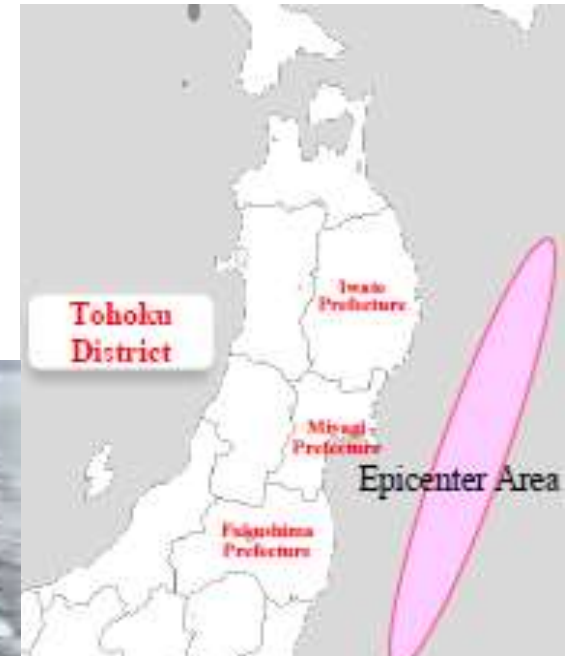 Iwate
Prefecture
Tohoku
District
Miyagi -
Prefecture
Epicenter Area
Fukushima
Prefecture